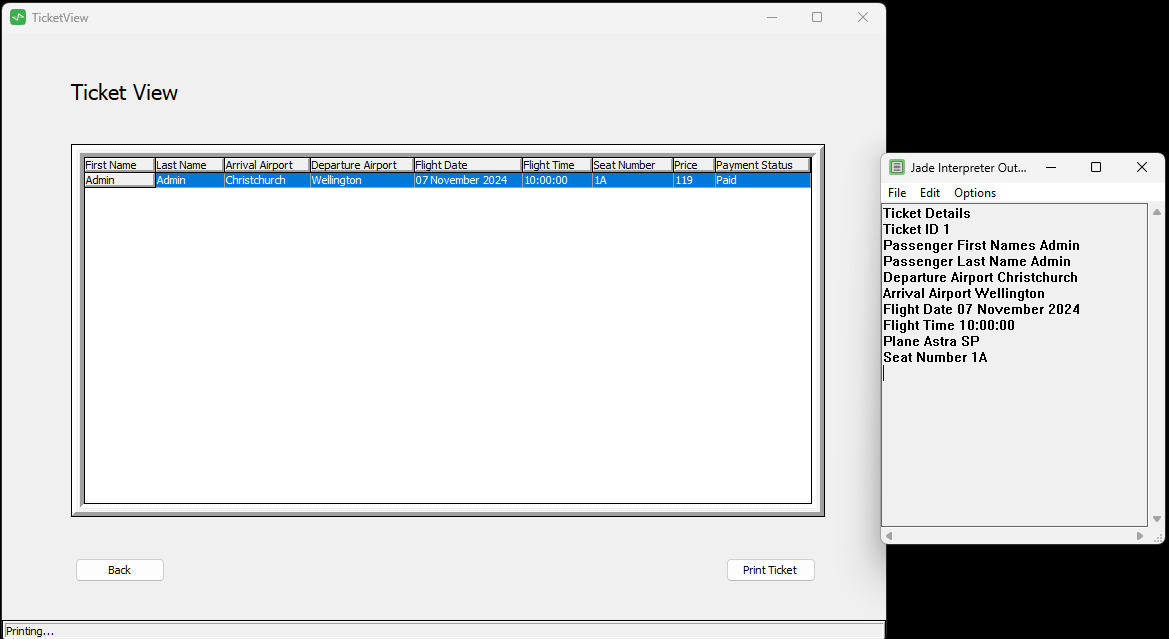 TicketView
Ticket View
First Name Last Name Arrival Airport Departure Airport Flight Date Flight Time Seat Number Price Payment Status
Admin Admin Christchurch Wellington 07 November 2024 10:00:00 1A 119 Paid
Back Print Ticket
Printing...
Jade Interpreter Out...
File Edit Options
Ticket Details
Ticket ID 1
Passenger First Names Admin
Passenger Last Name Admin
Departure Airport Christchurch
Arrival Airport Wellington
Flight Date 07 November 2024
Flight Time 10:00:00
Plane Astra SP
Seat Number 1A